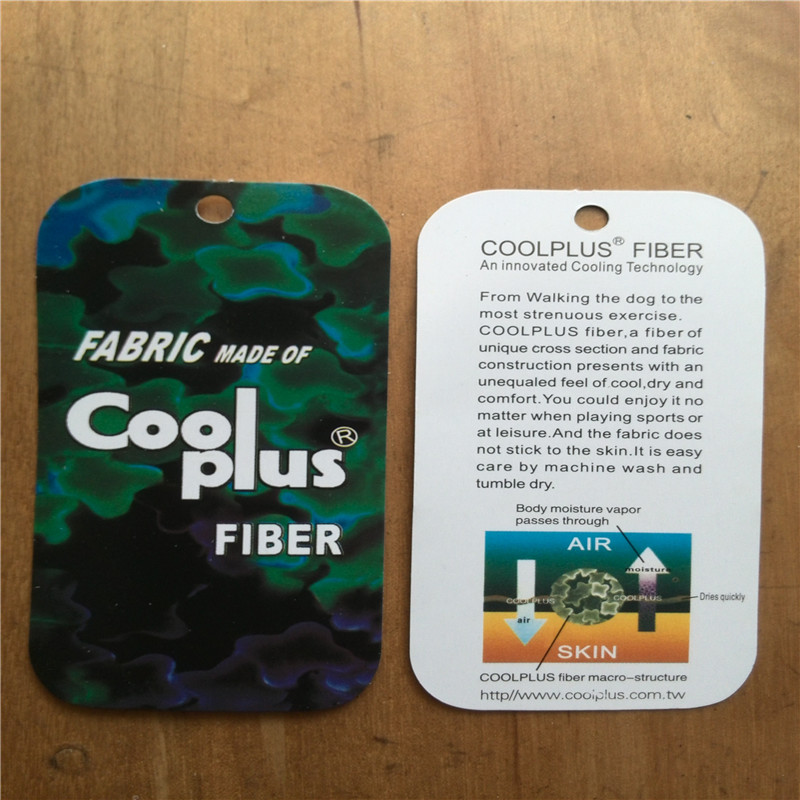 FABRIC MADE OF
Cool
plus®
FIBER
COOLPLUS® FIBER
An innovated Cooling Technology
From Walking the dog to the
most strenuous exercise.
COOLPLUS fiber,a fiber of
unique cross section and fabric
construction presents with an
unequaled feel of cool,dry and
comfort.You could enjoy it no
matter when playing sports or
at leisure.And the fabric does
not stick to the skin.It is easy
care by machine wash and
tumble dry.
Body moisture vapor
passes through
AIR
moisture
COOLPLUS
COOLPLUS
Dries quickly
air
SKIN
COOLPLUS fiber macro-structure
http//www.coolplus.com.tw